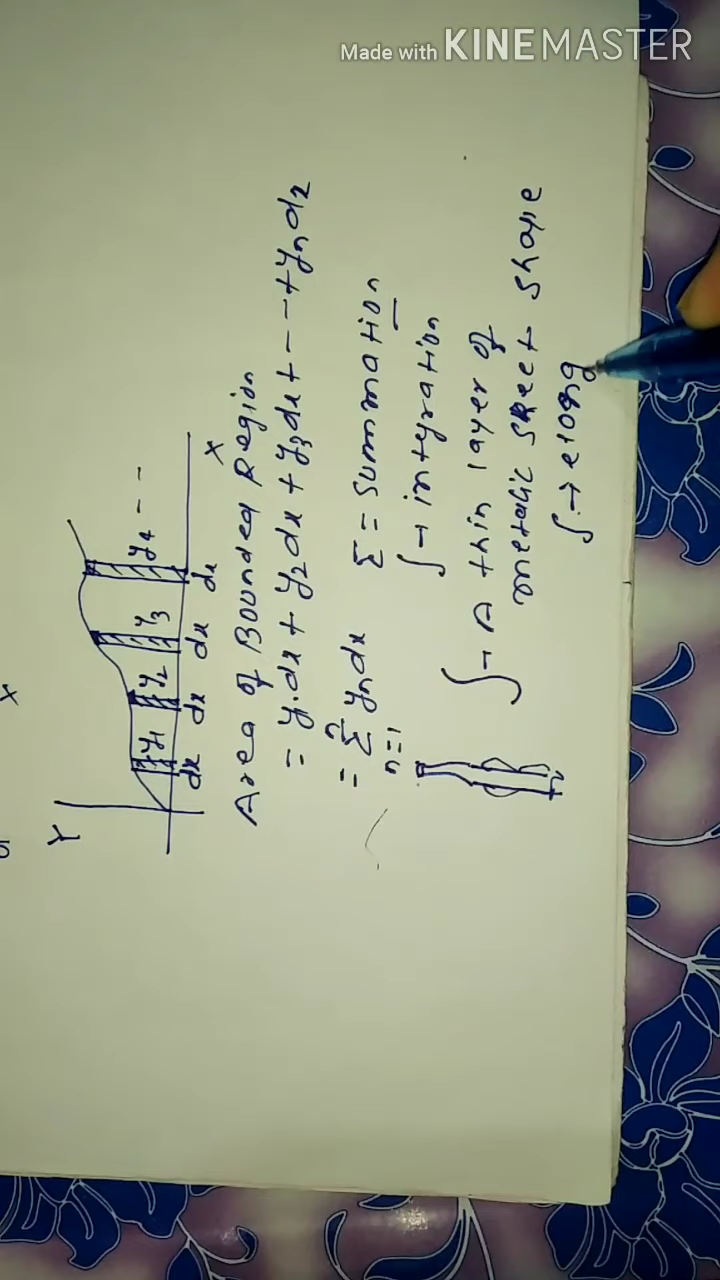 Made with KINEMASTER
Y
y1 y2 y3 y4 - -
dx dx dx dx
x
x
Area of Bounded Region
= y1dx + y2dx + y3dx + - - + yndx
= n Σ n=1 yndx Σ = Summation
∫ → integration
∫ → A thin layer of
metalic sheet shape
∫ → elong